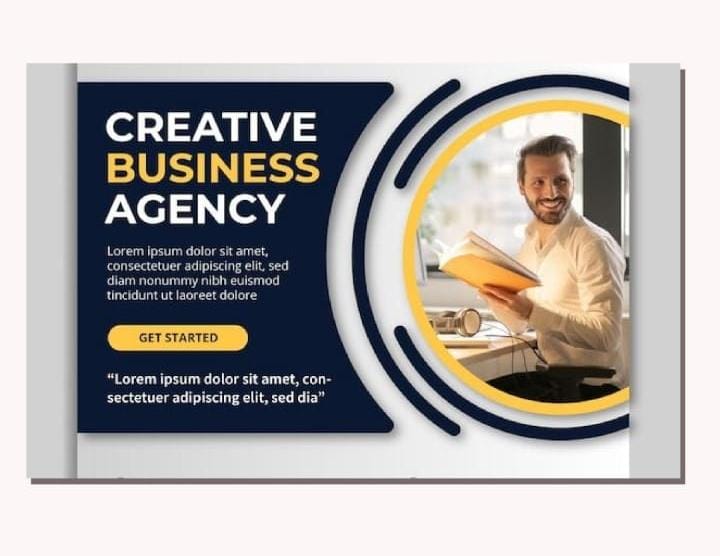 CREATIVE
BUSINESS
AGENCY
Lorem ipsum dolor sit amet,
consectetuer adipiscing elit, sed
diam nonummy nibh euismod
tincidunt ut laoreet dolore
GET STARTED
“Lorem ipsum dolor sit amet, con-
sectetuer adipiscing elit, sed dia”